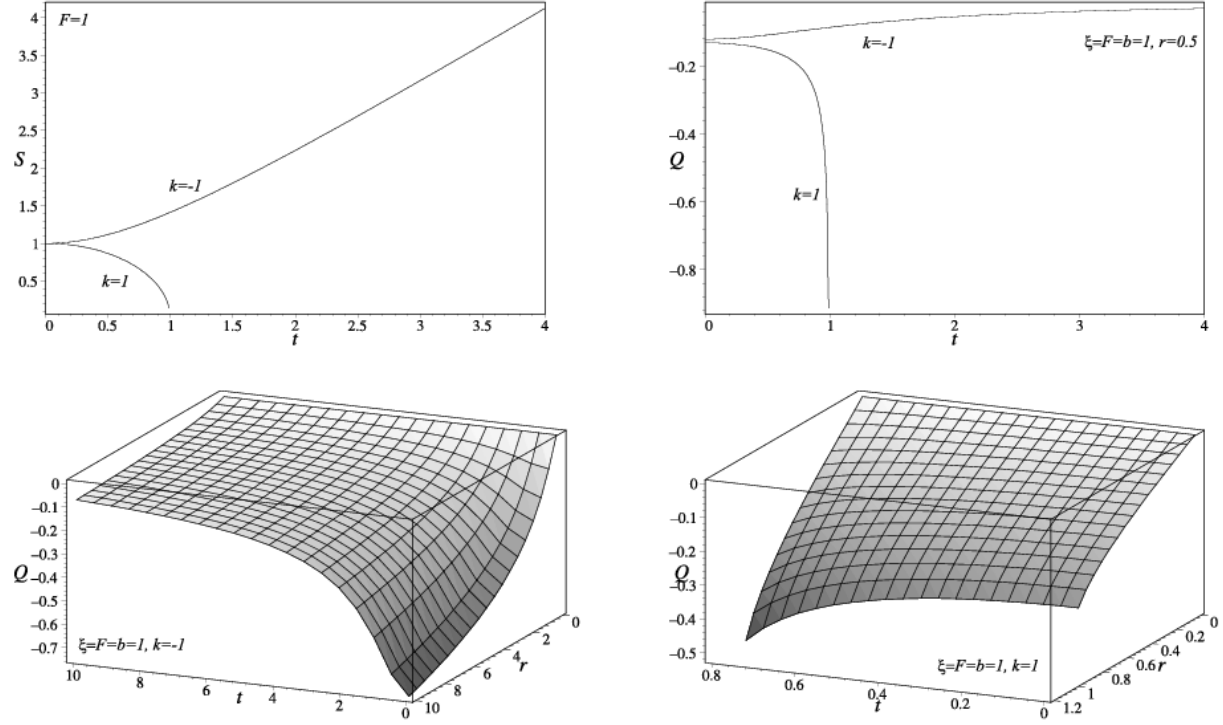 F=1
4
3.5
3
2.5
S
2
k=-1
1.5
1
0.5
k=1
0 0.5 1 1.5 2 2.5 3 3.5 4
t
k=-1
ξ=F=b=1, r=0.5
−0.2
−0.4
Q
−0.6
k=1
−0.8
0 1 2 3 4
t
0
−0.1
−0.2
−0.3
−0.4
Q
−0.5
−0.6
−0.7
ξ=F=b=1, k=-1
10 8 6 4 2 0
t
10 8 6 4 2 0
r
0
−0.1
−0.2
−0.3
Q
−0.4
−0.5
ξ=F=b=1, k=1
0.8 0.6 0.4 0.2 0
t
1.2 1 0.8 0.6 0.4 0.2 0
r